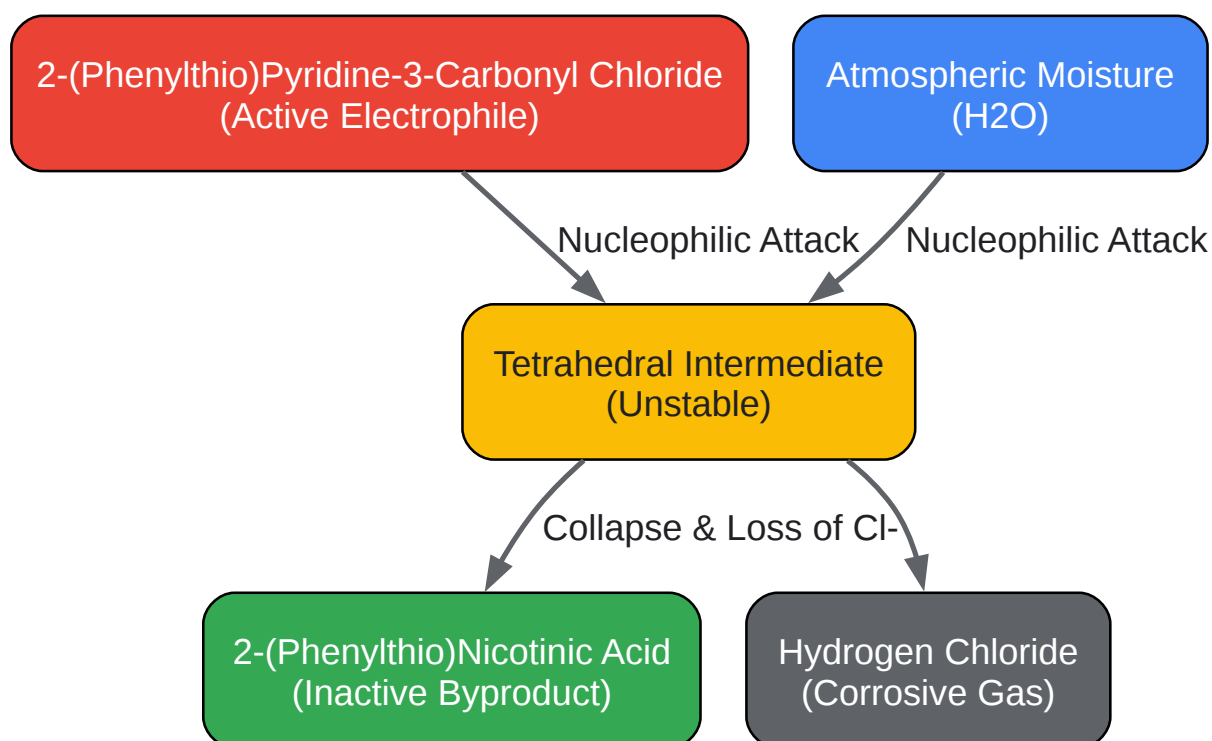 2-(Phenylthio)Pyridine-3-Carbonyl Chloride
(Active Electrophile)
Atmospheric Moisture
(H2O)
Nucleophilic Attack
Nucleophilic Attack
Tetrahedral Intermediate
(Unstable)
Collapse & Loss of Cl-
2-(Phenylthio)Nicotinic Acid
(Inactive Byproduct)
Hydrogen Chloride
(Corrosive Gas)